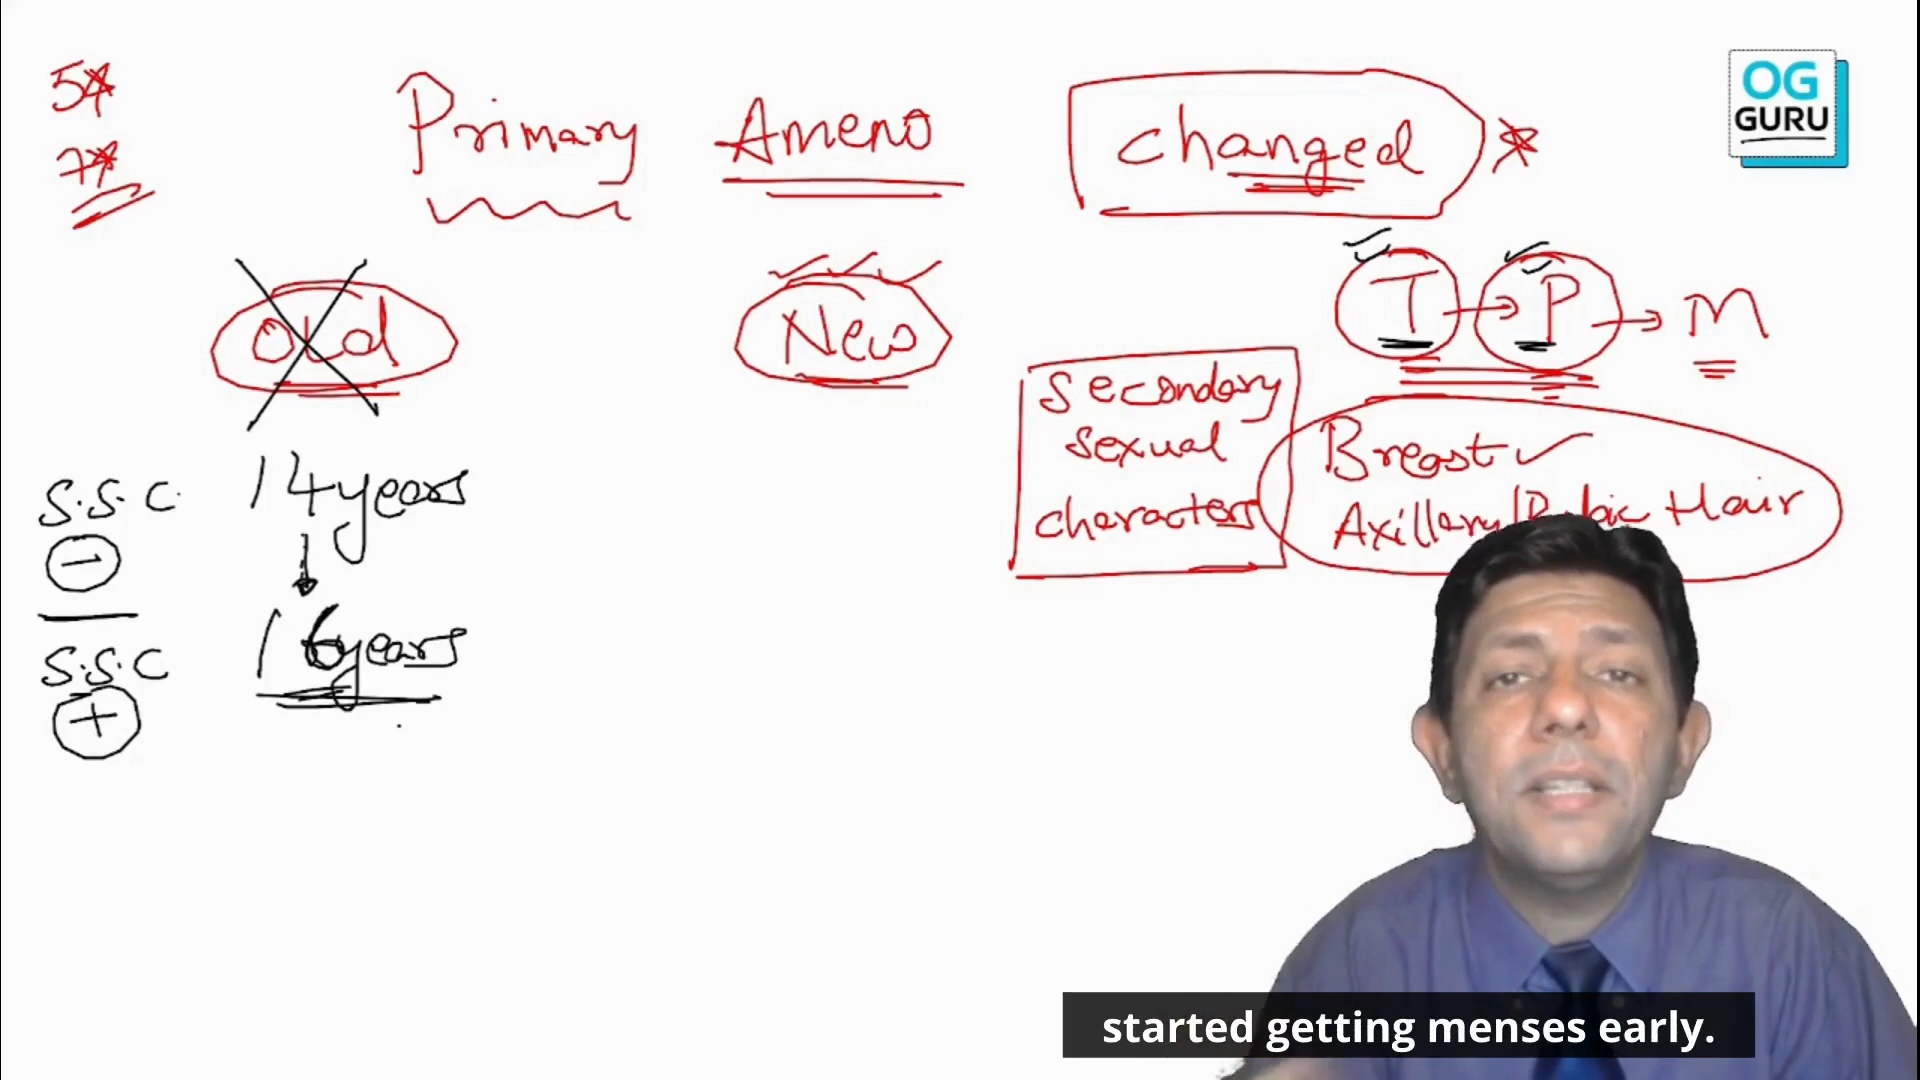 5*
7*
Primary Ameno changed *
OG
GURU
Old
New
T → P → M
Secondary
sexual
characters
Breast ✓
Axillary/Pubic Hair
S.S.C. 14 years
−
↓
S.S.C 16 years
+
started getting menses early.